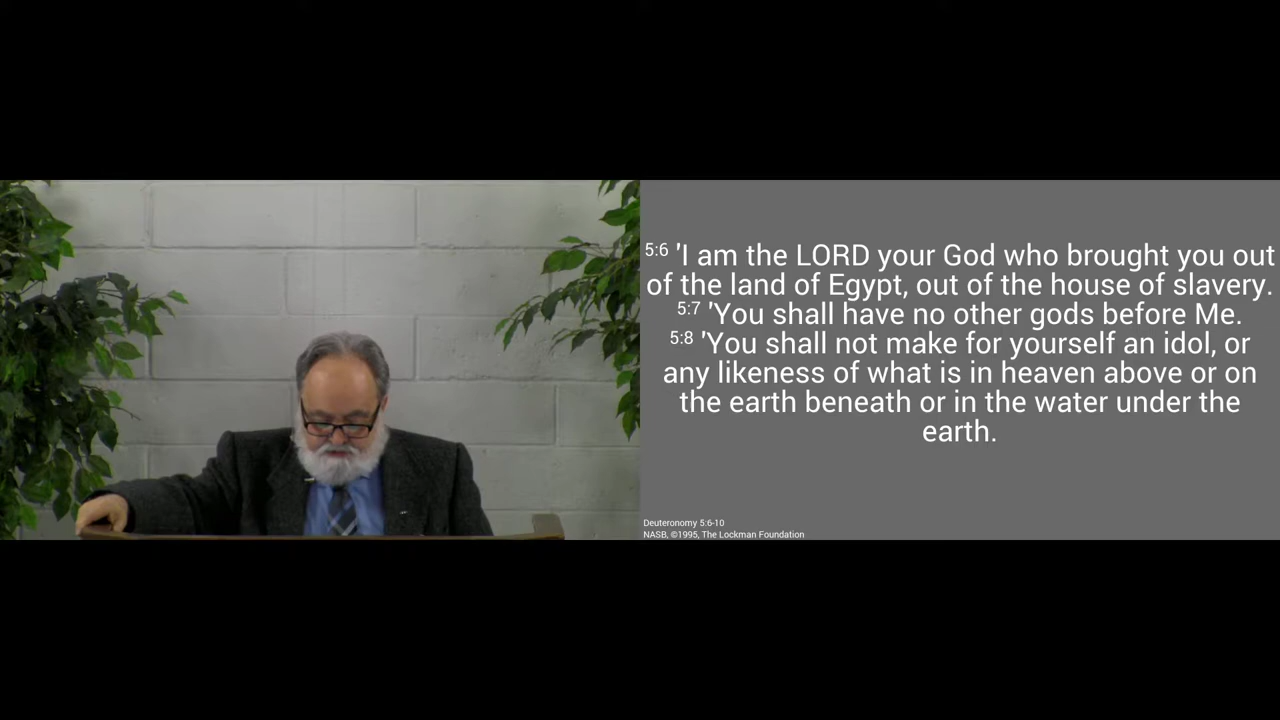 5:6 'I am the LORD your God who brought you out
of the land of Egypt, out of the house of slavery.
5:7 'You shall have no other gods before Me.
5:8 'You shall not make for yourself an idol, or
any likeness of what is in heaven above or on
the earth beneath or in the water under the
earth.
Deuteronomy 5:6-10
NASB, ©1995, The Lockman Foundation